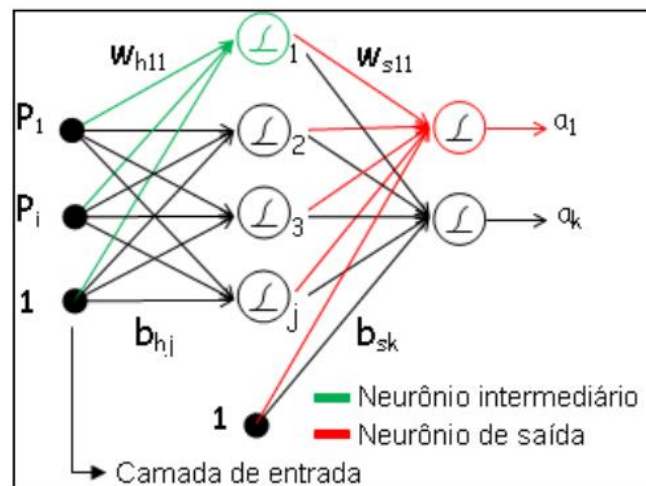 w_h11
w_s11
1
P_1
2
a_1
P_i
3
a_k
1
j
b_h,j
b_sk
1
Neurônio intermediário
Neurônio de saída
Camada de entrada